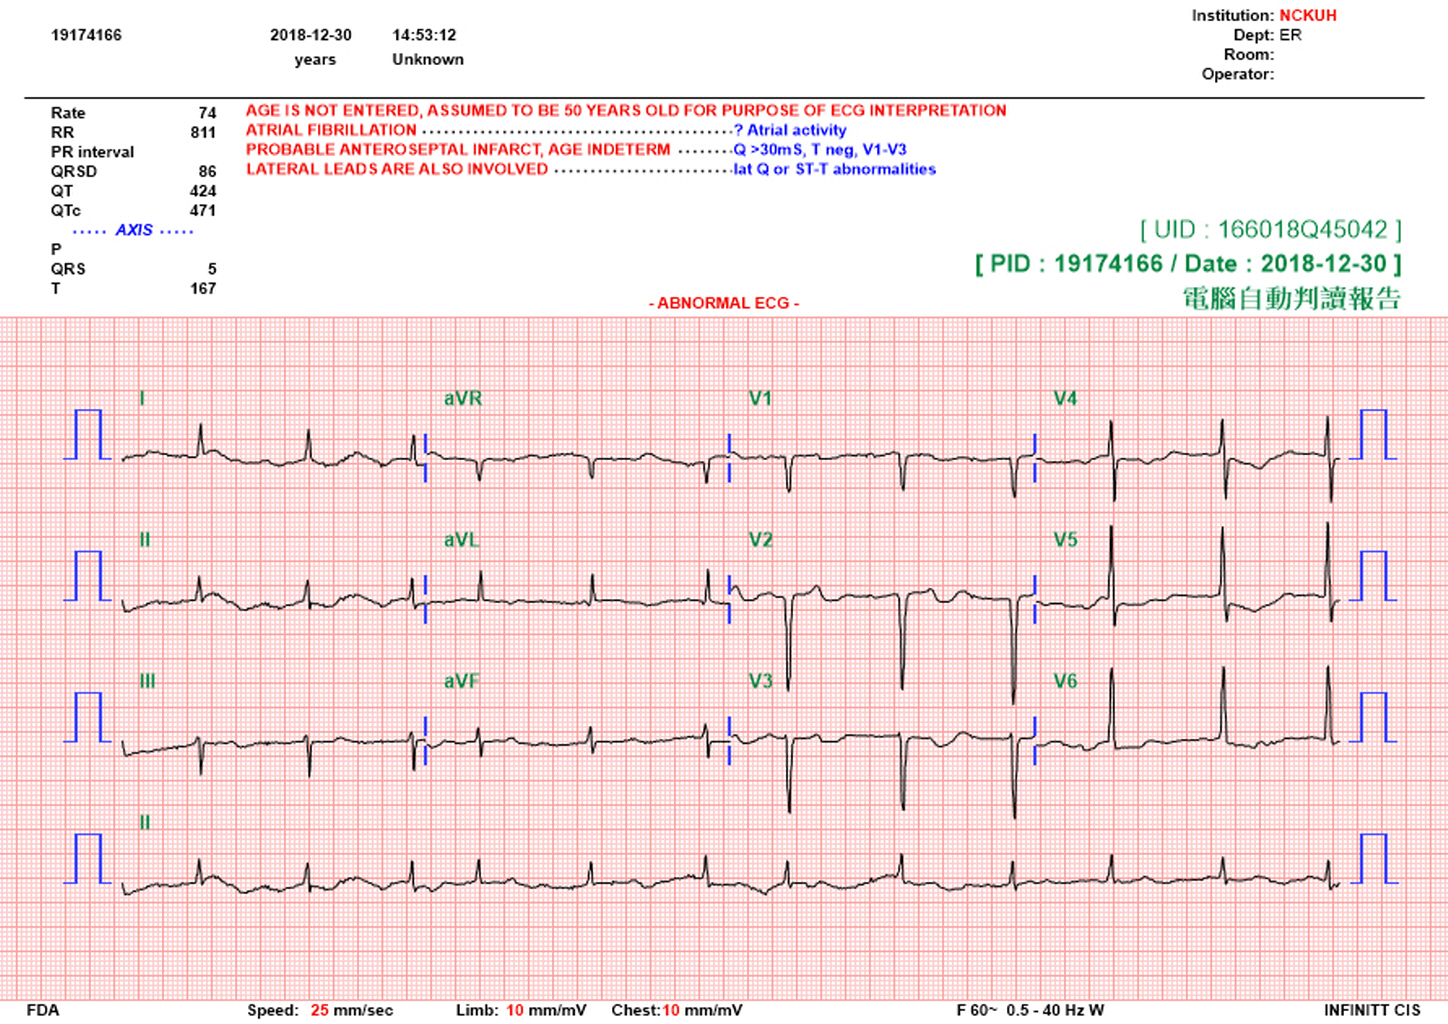 Institution: NCKUH
19174166 2018-12-30 14:53:12 Dept: ER
years Unknown Room:
Operator:
Rate 74 AGE IS NOT ENTERED, ASSUMED TO BE 50 YEARS OLD FOR PURPOSE OF ECG INTERPRETATION
RR 811 ATRIAL FIBRILLATION ........................................... ? Atrial activity
PR interval PROBABLE ANTEROSEPTAL INFARCT, AGE INDETERM ........ Q >30mS, T neg, V1-V3
QRSD 86 LATERAL LEADS ARE ALSO INVOLVED ......................... lat Q or ST-T abnormalities
QT 424
QTc 471
..... AXIS .....
P
QRS 5
T 167
[ UID : 166018Q45042 ]
[ PID : 19174166 / Date : 2018-12-30 ]
電腦自動判讀報告
- ABNORMAL ECG -
I aVR V1 V4
II aVL V2 V5
III aVF V3 V6
II
FDA Speed: 25 mm/sec Limb: 10 mm/mV Chest:10 mm/mV F 60~ 0.5 - 40 Hz W INFINITT CIS